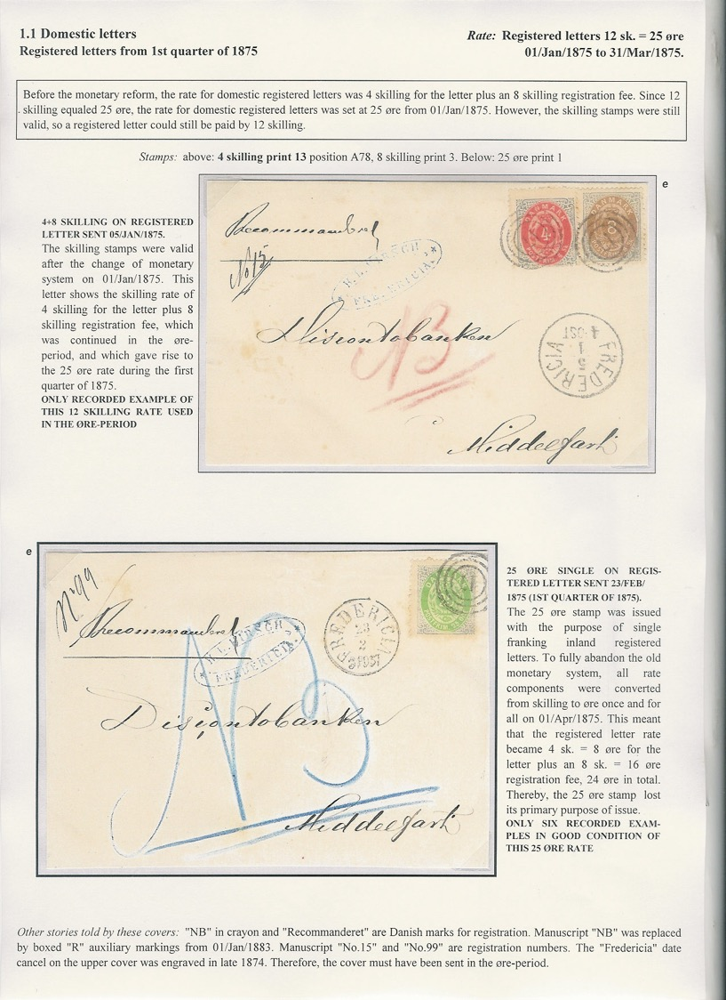 1.1 Domestic letters
Registered letters from 1st quarter of 1875
Rate: Registered letters 12 sk. = 25 øre
01/Jan/1875 to 31/Mar/1875.
Before the monetary reform, the rate for domestic registered letters was 4 skilling for the letter plus an 8 skilling registration fee. Since 12
skilling equaled 25 øre, the rate for domestic registered letters was set at 25 øre from 01/Jan/1875. However, the skilling stamps were still
valid, so a registered letter could still be paid by 12 skilling.
Stamps: above: 4 skilling print 13 position A78, 8 skilling print 3. Below: 25 øre print 1
e
4+8 SKILLING ON REGISTERED
LETTER SENT 05/JAN/1875.
The skilling stamps were valid
after the change of monetary
system on 01/Jan/1875. This
letter shows the skilling rate of
4 skilling for the letter plus 8
skilling registration fee, which
was continued in the øre-
period, and which gave rise to
the 25 øre rate during the first
quarter of 1875.
ONLY RECORDED EXAMPLE OF
THIS 12 SKILLING RATE USED
IN THE ØRE-PERIOD
Recommanderet
No 15
W. L. HIRSCH
FREDERICIA.
DANMARK
4
DANMARK
8
NB
Discontobanken
FREDERICIA
5
1
4 POST
Middelfart
e
No 99
Recommanderet
W. L. HIRSCH
FREDERICIA.
FREDERICIA
23
2
NB
Discontobanken
Middelfart
25 ØRE SINGLE ON REGIS-
TERED LETTER SENT 23/FEB/
1875 (1ST QUARTER OF 1875).
The 25 øre stamp was issued
with the purpose of single
franking inland registered
letters. To fully abandon the old
monetary system, all rate
components were converted
from skilling to øre once and for
all on 01/Apr/1875. This meant
that the registered letter rate
became 4 sk. = 8 øre for the
letter plus an 8 sk. = 16 øre
registration fee, 24 øre in total.
Thereby, the 25 øre stamp lost
its primary purpose of issue.
ONLY SIX RECORDED EXAM-
PLES IN GOOD CONDITION OF
THIS 25 ØRE RATE
Other stories told by these covers: "NB" in crayon and "Recommanderet" are Danish marks for registration. Manuscript "NB" was replaced
by boxed "R" auxiliary markings from 01/Jan/1883. Manuscript "No.15" and "No.99" are registration numbers. The "Fredericia" date
cancel on the upper cover was engraved in late 1874. Therefore, the cover must have been sent in the øre-period.